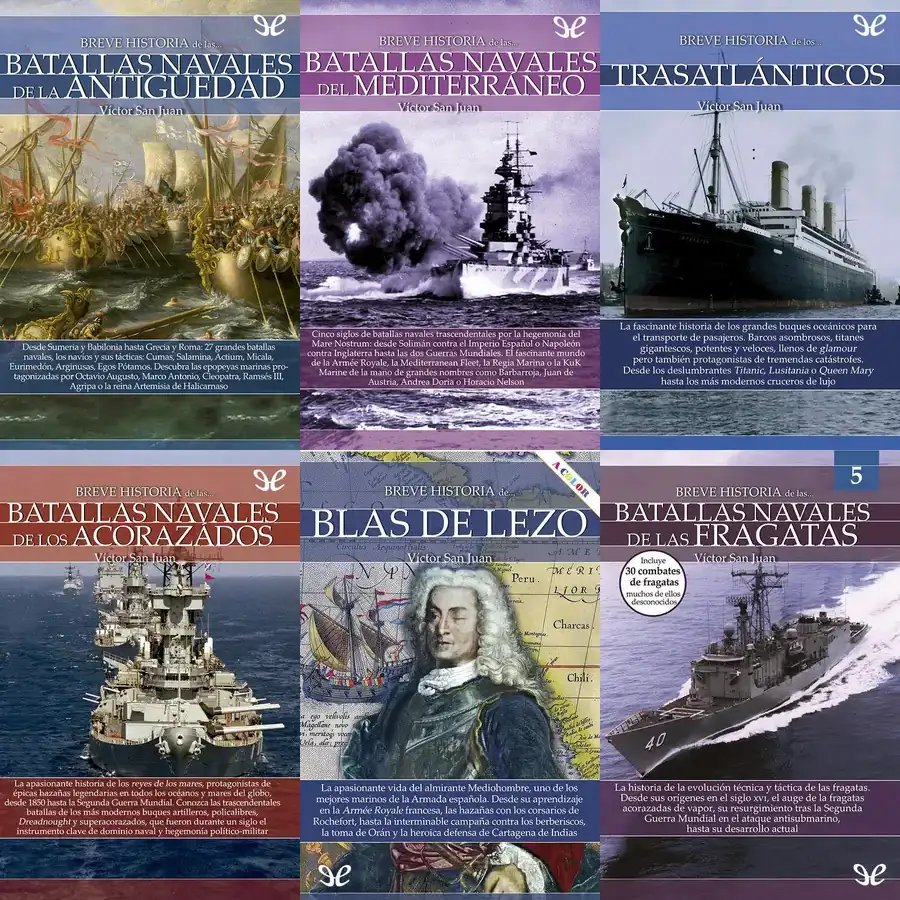 BREVE HISTORIA de las...
BATALLAS NAVALES
DE LA ANTIGÜEDAD
Víctor San Juan
Desde Sumeria y Babilonia hasta Grecia y Roma: 27 grandes batallas
navales, los navíos y sus tácticas: Cumas, Salamina, Actium, Micala,
Eurimedón, Arginusas, Egos Pótamos. Descubra las epopeyas marinas pro-
tagonizadas por Octavio Augusto, Marco Antonio, Cleopatra, Ramsés III,
Agripa o la reina Artemisia de Halicarnaso
BREVE HISTORIA de las...
BATALLAS NAVALES
DEL MEDITERRÁNEO
Víctor San Juan
Cinco siglos de batallas navales trascendentales por la hegemonía del
Mare Nostrum: desde Solimán contra el Imperio Español o Napoleón
contra Inglaterra hasta las dos Guerras Mundiales. El fascinante mundo
de la Armée Royale, la Mediterranean Fleet, la Regia Marina o la KuK
Marine de la mano de grandes nombres como Barbarroja, Juan de
Austria, Andrea Doria o Horacio Nelson
BREVE HISTORIA de los...
TRASATLÁNTICOS
Víctor San Juan
La fascinante historia de los grandes buques oceánicos para
el transporte de pasajeros. Barcos asombrosos, titanes
gigantescos, potentes y veloces, llenos de glamour
pero también protagonistas de tremendas catástrofes.
Desde los deslumbrantes Titanic, Lusitania o Queen Mary
hasta los más modernos cruceros de lujo
BREVE HISTORIA de las...
BATALLAS NAVALES
DE LOS ACORAZADOS
Víctor San Juan
La apasionante historia de los reyes de los mares, protagonistas de
épicas hazañas legendarias en todos los océanos y mares del globo,
desde 1850 hasta la Segunda Guerra Mundial. Conozca las trascendentales
batallas de los más modernos buques artilleros, policalibres,
Dreadnought y superacorazados, que fueron durante un siglo el
instrumento clave de dominio naval y hegemonía político-militar
A COLOR
BREVE HISTORIA de...
BLAS DE LEZO
Víctor San Juan
Peru.
Charcas.
Chili.
La apasionante vida del almirante Mediohombre, uno de los
mejores marinos de la Armada española. Desde su aprendizaje
en la Armée Royale francesa, las hazañas con los corsarios de
Rochefort, hasta la interminable campaña contra los berberiscos,
la toma de Orán y la heroica defensa de Cartagena de Indias
5
BREVE HISTORIA de las...
BATALLAS NAVALES
DE LAS FRAGATAS
Víctor San Juan
Incluye
30 combates
de fragatas
muchos de ellos
desconocidos
40
La historia de la evolución técnica y táctica de las fragatas.
Desde sus orígenes en el siglo XVI, el auge de la fragatas
acorazadas de vapor, su resurgimiento tras la Segunda
Guerra Mundial en el ataque antisubmarino,
hasta su desarrollo actual